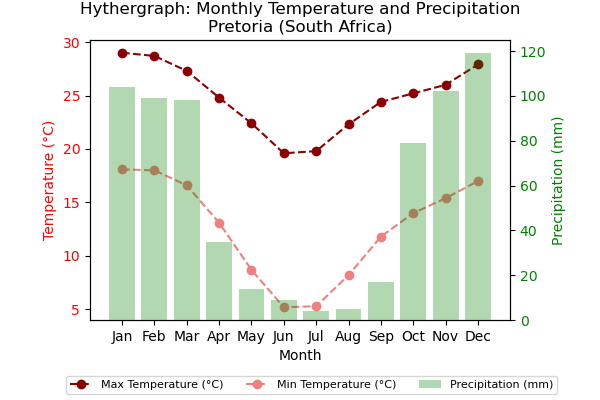 Hythergraph: Monthly Temperature and Precipitation
Pretoria (South Africa)
Temperature (°C)
30
25
20
15
10
5
Precipitation (mm)
120
100
80
60
40
20
0
Jan Feb Mar Apr May Jun Jul Aug Sep Oct Nov Dec
Month
Max Temperature (°C) Min Temperature (°C) Precipitation (mm)